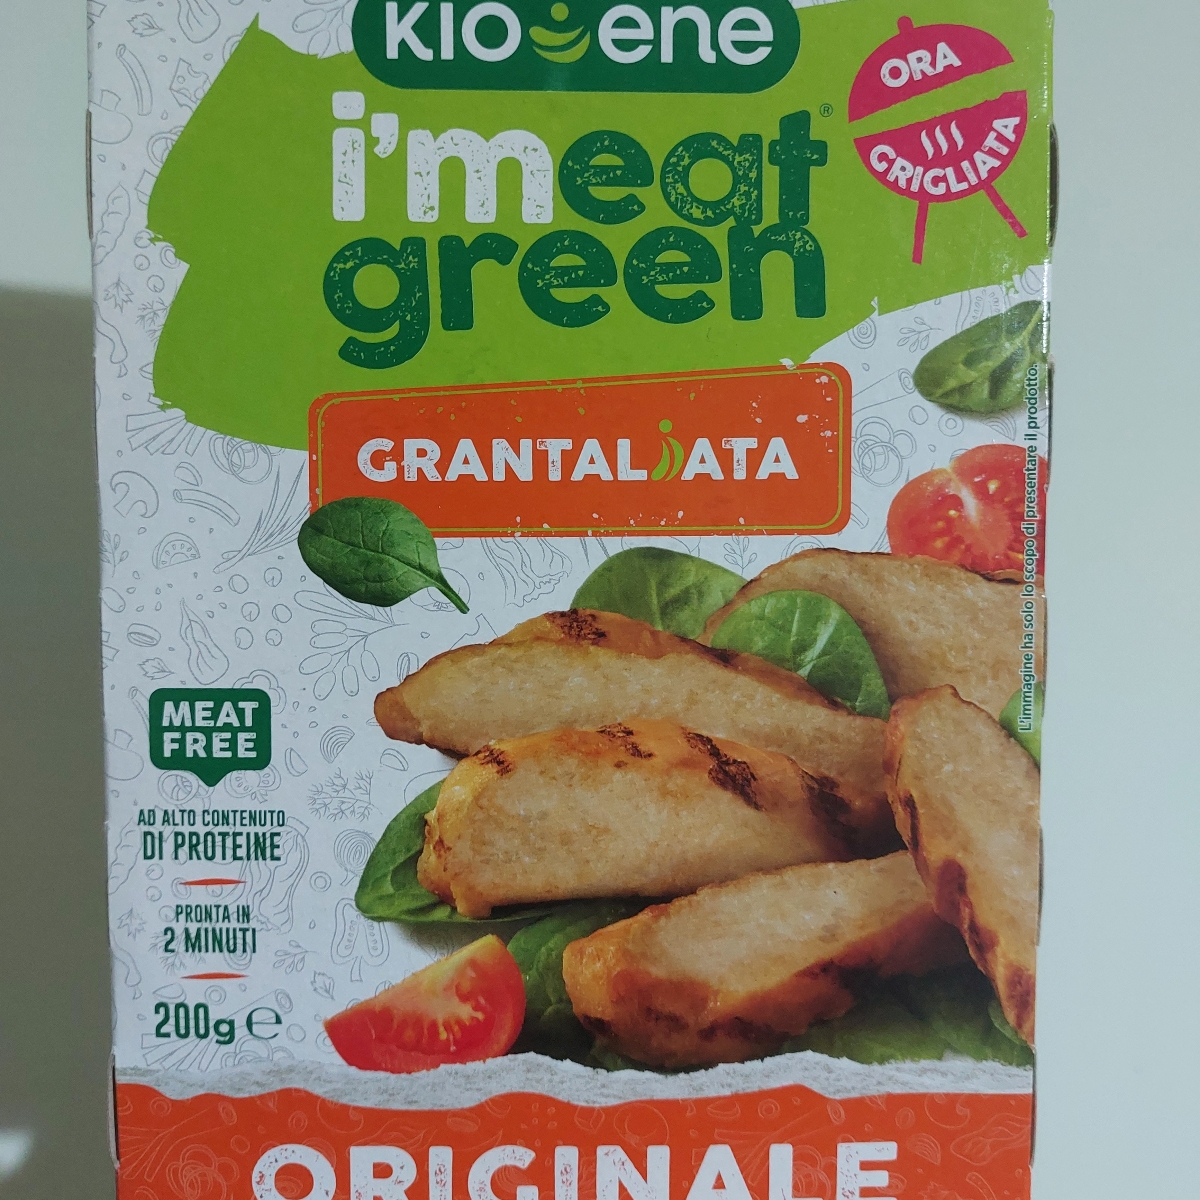 KIOENE
i'meat®
green
ORA
GRIGLIATA
GRANTALIATA
L'immagine ha solo lo scopo di presentare il prodotto.
MEAT
FREE
AD ALTO CONTENUTO
DI PROTEINE
PRONTA IN
2 MINUTI
200g ℮
ORIGINALE